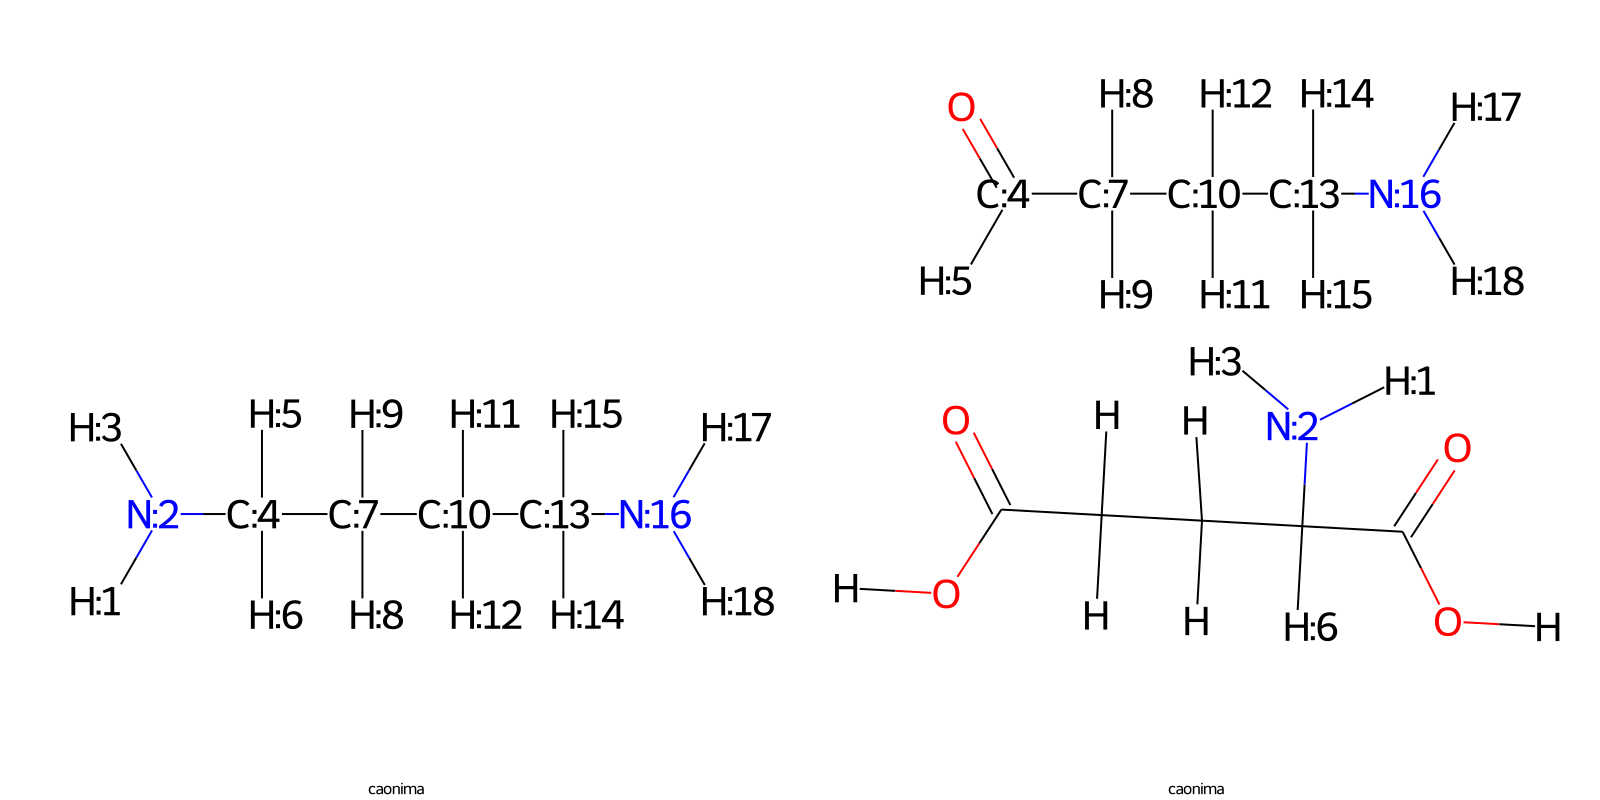 H:8 H:12 H:14
O H:17
C:4 C:7 C:10 C:13 N:16
H:5 H:18
H:9 H:11 H:15
H:3
H:1
H:5 H:9 H:11 H:15
H:3 H:17
N:2 C:4 C:7 C:10 C:13 N:16
H:1 H:18
H:6 H:8 H:12 H:14
O H H N:2
O
H O
H H H:6
O H
caonima caonima